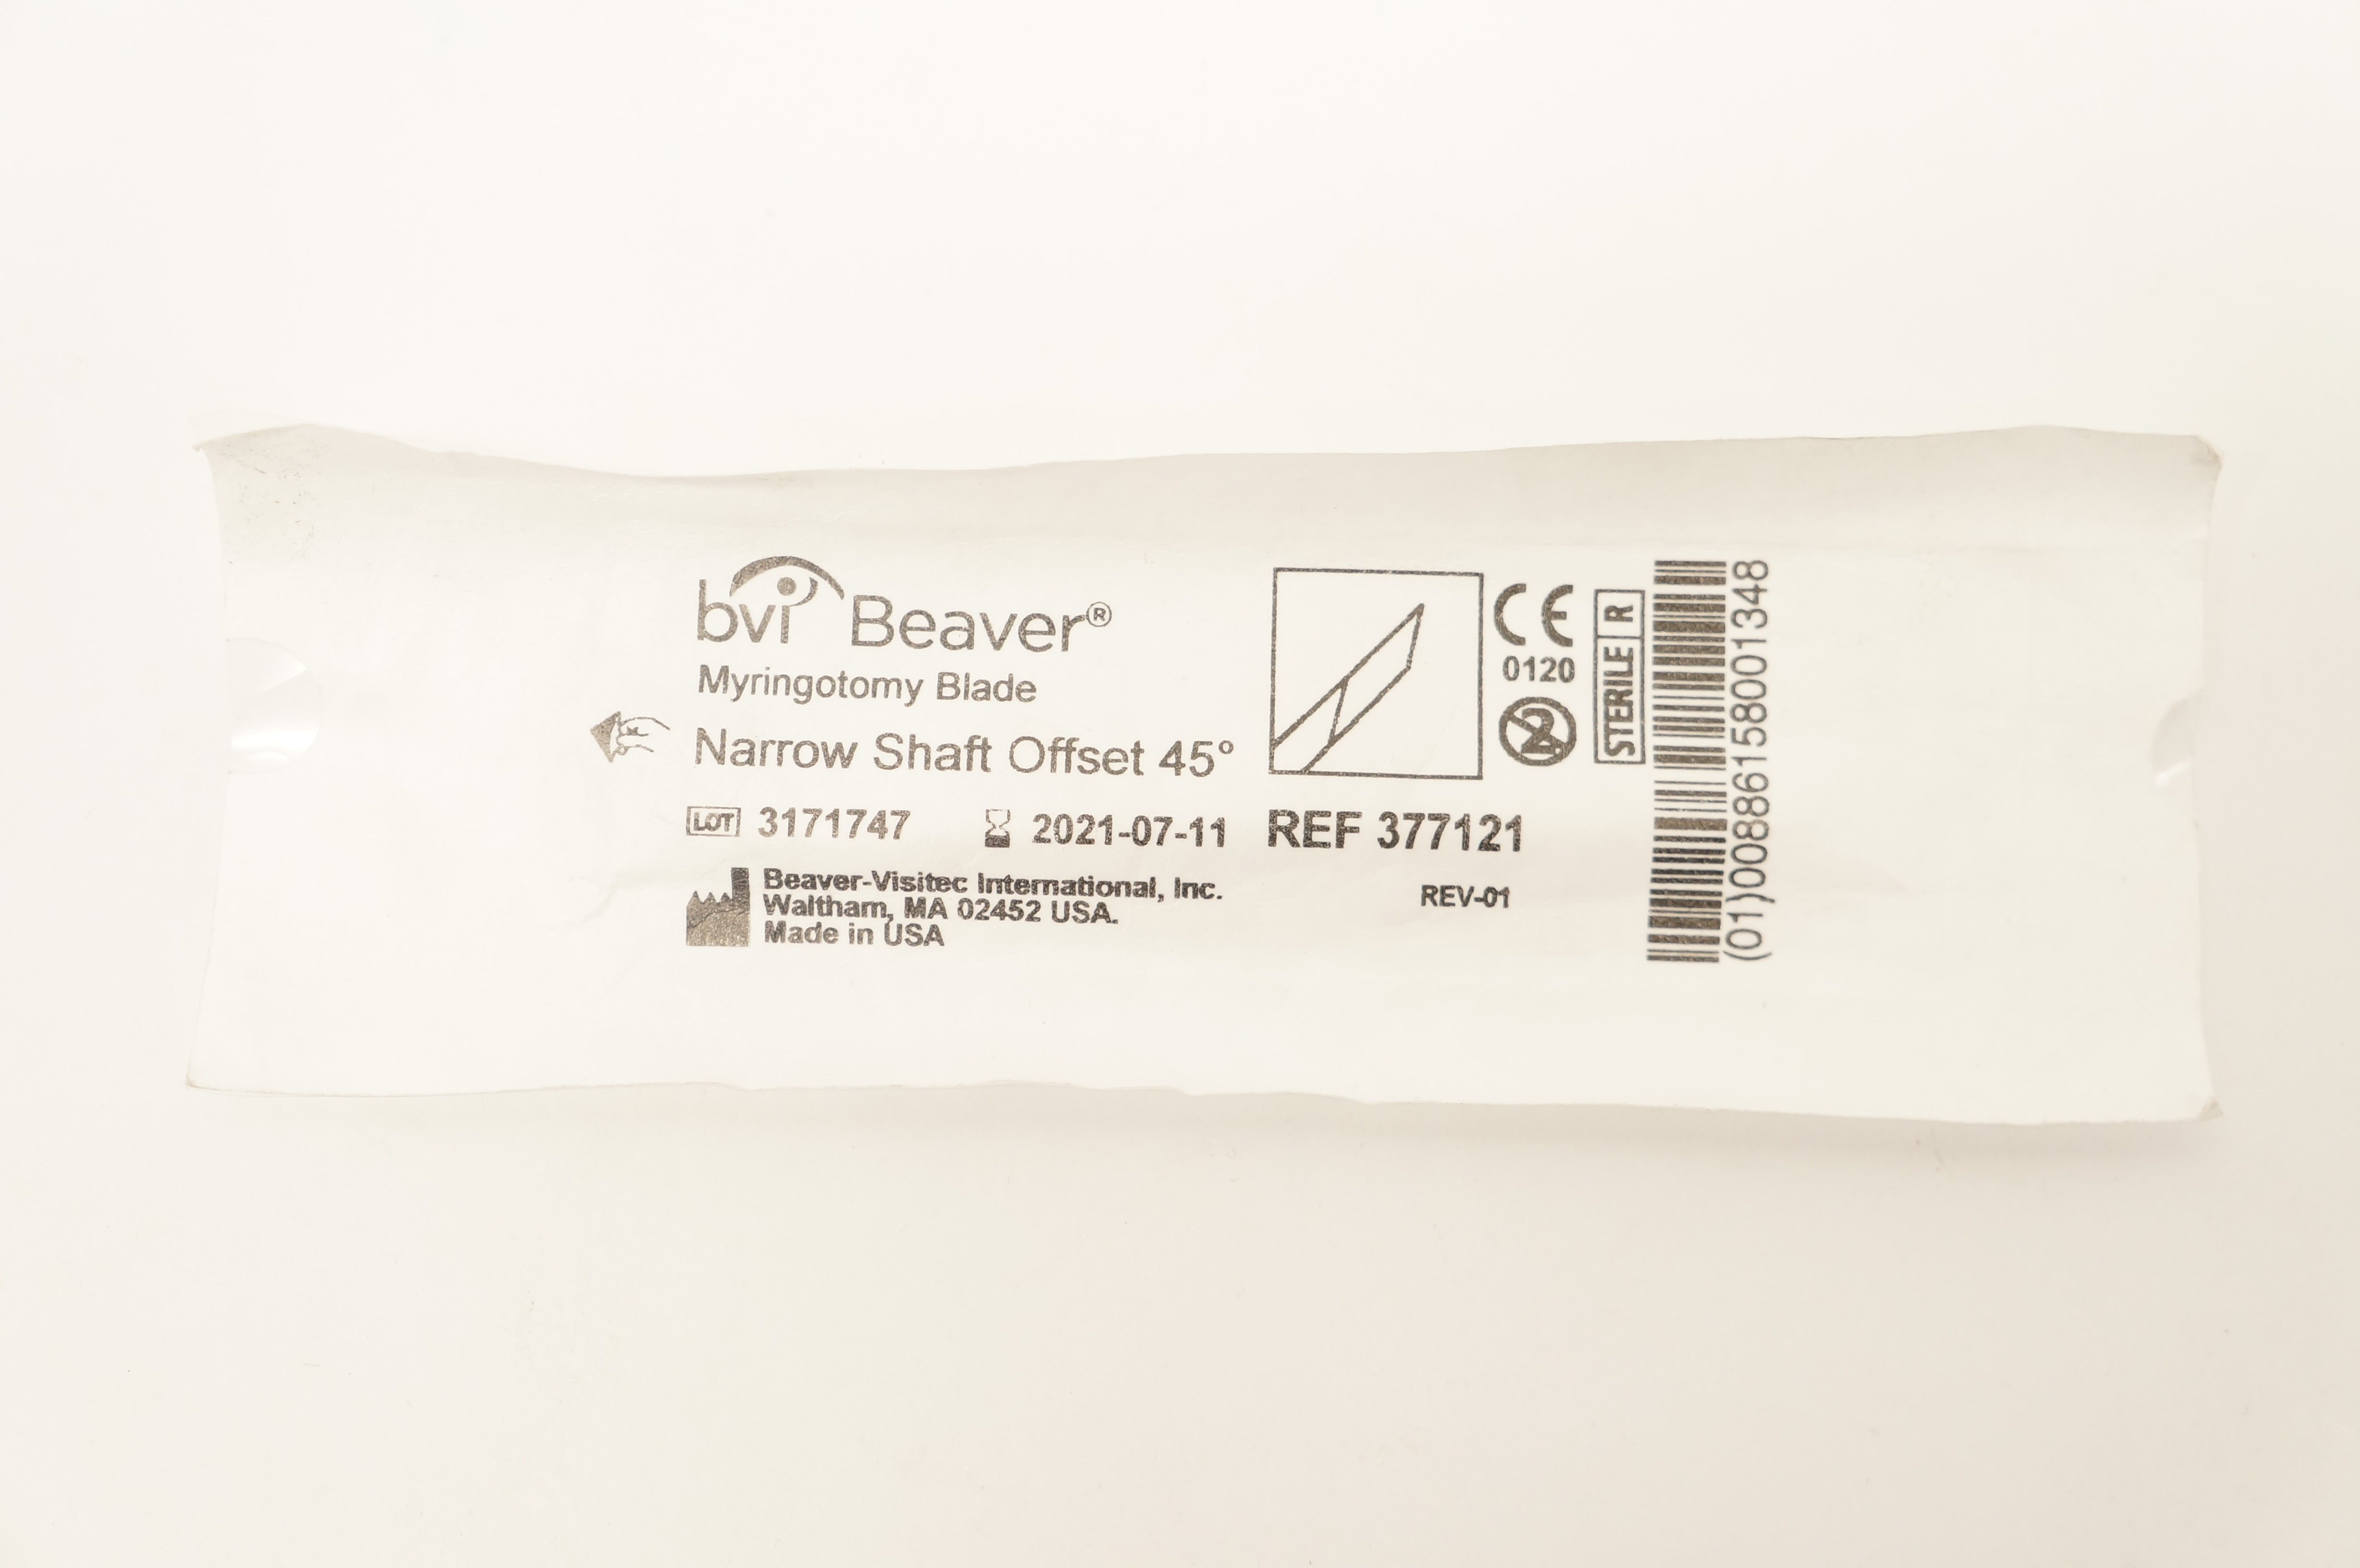 bvi Beaver®
Myringotomy Blade
Narrow Shaft Offset 45°
LOT 3171747
2021-07-11
REF 377121
Beaver-Visitec International, Inc.
Waltham, MA 02452 USA.
Made in USA
REV-01
CE
0120
2
STERILE R
(01)00886158001348